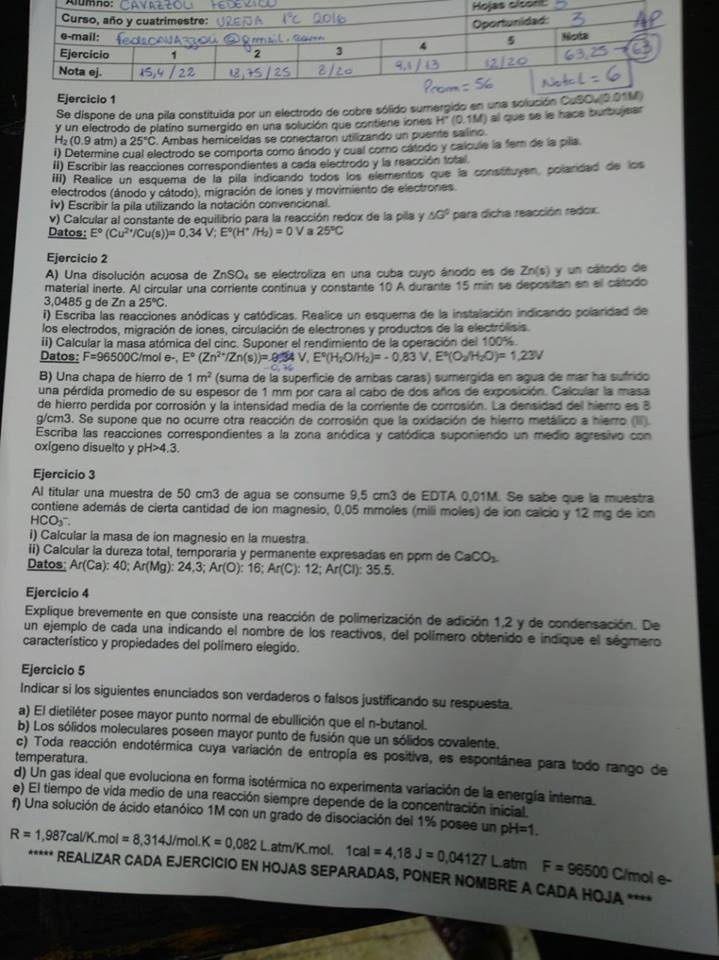 Alumno: CAVAZZOLI FEDERICO Hojas
Curso, año y cuatrimestre: UREÑA 1ºC 2016 Oportunidad: 3 AP
e-mail: @gmail.com
Ejercicio 1 2 3 4 5 Nota
Nota ej. 15,4/22 18,75/25 8/20 9,1/13 12/20 63,25 → 63
Prom = 56 Nota = 6
Ejercicio 1
Se dispone de una pila constituida por un electrodo de cobre sólido sumergido en una solución CuSO₄(0.01M)
y un electrodo de platino sumergido en una solución que contiene iones H⁺ (0.1M) al que se le hace burbujear
H₂ (0.9 atm) a 25°C. Ambas hemiceldas se conectaron utilizando un puente salino.
i) Determine cual electrodo se comporta como ánodo y cual como cátodo y calcule la fem de la pila.
ii) Escribir las reacciones correspondientes a cada electrodo y la reacción total.
iii) Realice un esquema de la pila indicando todos los elementos que la constituyen, polaridad de los
electrodos (ánodo y cátodo), migración de iones y movimiento de electrones.
iv) Escribir la pila utilizando la notación convencional.
v) Calcular al constante de equilibrio para la reacción redox de la pila y ΔG⁰ para dicha reacción redox.
Datos: E° (Cu²⁺/Cu(s))= 0,34 V; E°(H⁺ /H₂) = 0 V a 25°C
Ejercicio 2
A) Una disolución acuosa de ZnSO₄ se electroliza en una cuba cuyo ánodo es de Zn(s) y un cátodo de
material inerte. Al circular una corriente continua y constante 10 A durante 15 min se depositan en el cátodo
3,0485 g de Zn a 25ºC.
i) Escriba las reacciones anódicas y catódicas. Realice un esquema de la instalación indicando polaridad de
los electrodos, migración de iones, circulación de electrones y productos de la electrólisis.
ii) Calcular la masa atómica del cinc. Suponer el rendimiento de la operación del 100%.
Datos: F=96500C/mol e-, E° (Zn²⁺/Zn(s))= V, E°(H₂O/H₂)= - 0,83 V, E°(O₂/H₂O)= 1,23V
-0,76
B) Una chapa de hierro de 1 m² (suma de la superficie de ambas caras) sumergida en agua de mar ha sufrido
una pérdida promedio de su espesor de 1 mm por cara al cabo de dos años de exposición. Calcular la masa
de hierro perdida por corrosión y la intensidad media de la corriente de corrosión. La densidad del hierro es 8
g/cm3. Se supone que no ocurre otra reacción de corrosión que la oxidación de hierro metálico a hierro (II).
Escriba las reacciones correspondientes a la zona anódica y catódica suponiendo un medio agresivo con
oxígeno disuelto y pH>4.3.
Ejercicio 3
Al titular una muestra de 50 cm3 de agua se consume 9,5 cm3 de EDTA 0,01M. Se sabe que la muestra
contiene además de cierta cantidad de ion magnesio, 0,05 mmoles (mili moles) de ion calcio y 12 mg de ion
HCO₃⁻.
i) Calcular la masa de ion magnesio en la muestra.
ii) Calcular la dureza total, temporaria y permanente expresadas en ppm de CaCO₃.
Datos: Ar(Ca): 40; Ar(Mg): 24,3; Ar(O): 16; Ar(C): 12; Ar(Cl): 35.5.
Ejercicio 4
Explique brevemente en que consiste una reacción de polimerización de adición 1,2 y de condensación. De
un ejemplo de cada una indicando el nombre de los reactivos, del polímero obtenido e indique el ségmero
característico y propiedades del polímero elegido.
Ejercicio 5
Indicar si los siguientes enunciados son verdaderos o falsos justificando su respuesta.
a) El dietiléter posee mayor punto normal de ebullición que el n-butanol.
b) Los sólidos moleculares poseen mayor punto de fusión que un sólidos covalente.
c) Toda reacción endotérmica cuya variación de entropía es positiva, es espontánea para todo rango de
temperatura.
d) Un gas ideal que evoluciona en forma isotérmica no experimenta variación de la energía interna.
e) El tiempo de vida medio de una reacción siempre depende de la concentración inicial.
f) Una solución de ácido etanóico 1M con un grado de disociación del 1% posee un pH=1.
R = 1,987cal/K.mol = 8,314J/mol.K = 0,082 L.atm/K.mol. 1cal = 4,18 J = 0,04127 L.atm F = 96500 C/mol e-
***** REALIZAR CADA EJERCICIO EN HOJAS SEPARADAS, PONER NOMBRE A CADA HOJA ****